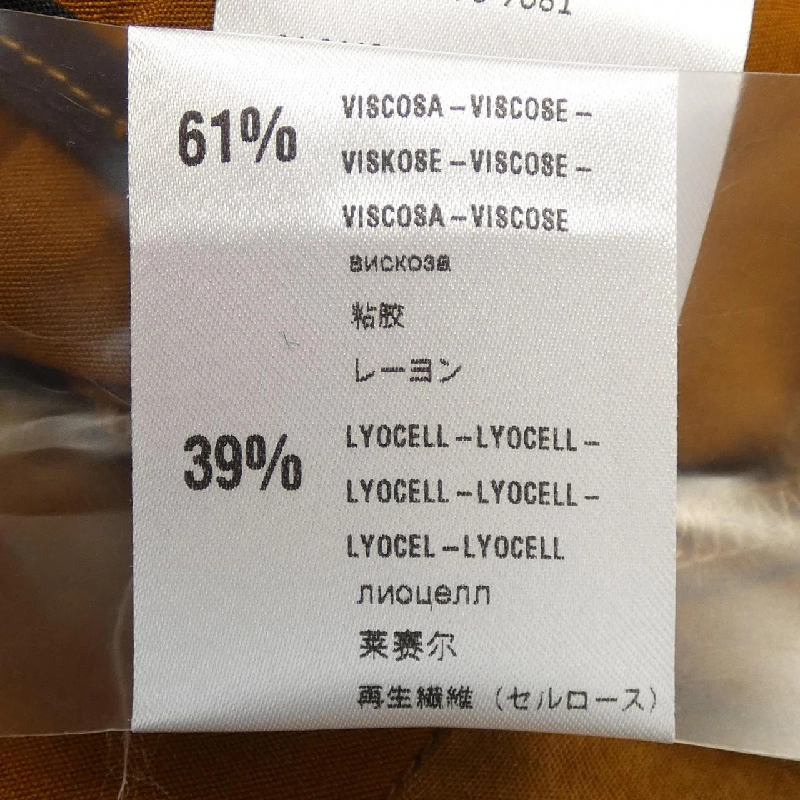 61%
VISCOSA-VISCOSE-
VISKOSE-VISCOSE-
VISCOSA-VISCOSE
вискоза
粘胶
レーヨン
39%
LYOCELL-LYOCELL-
LYOCELL-LYOCELL-
LYOCEL-LYOCELL
лиоцелл
莱赛尔
再生繊維（セルロース）